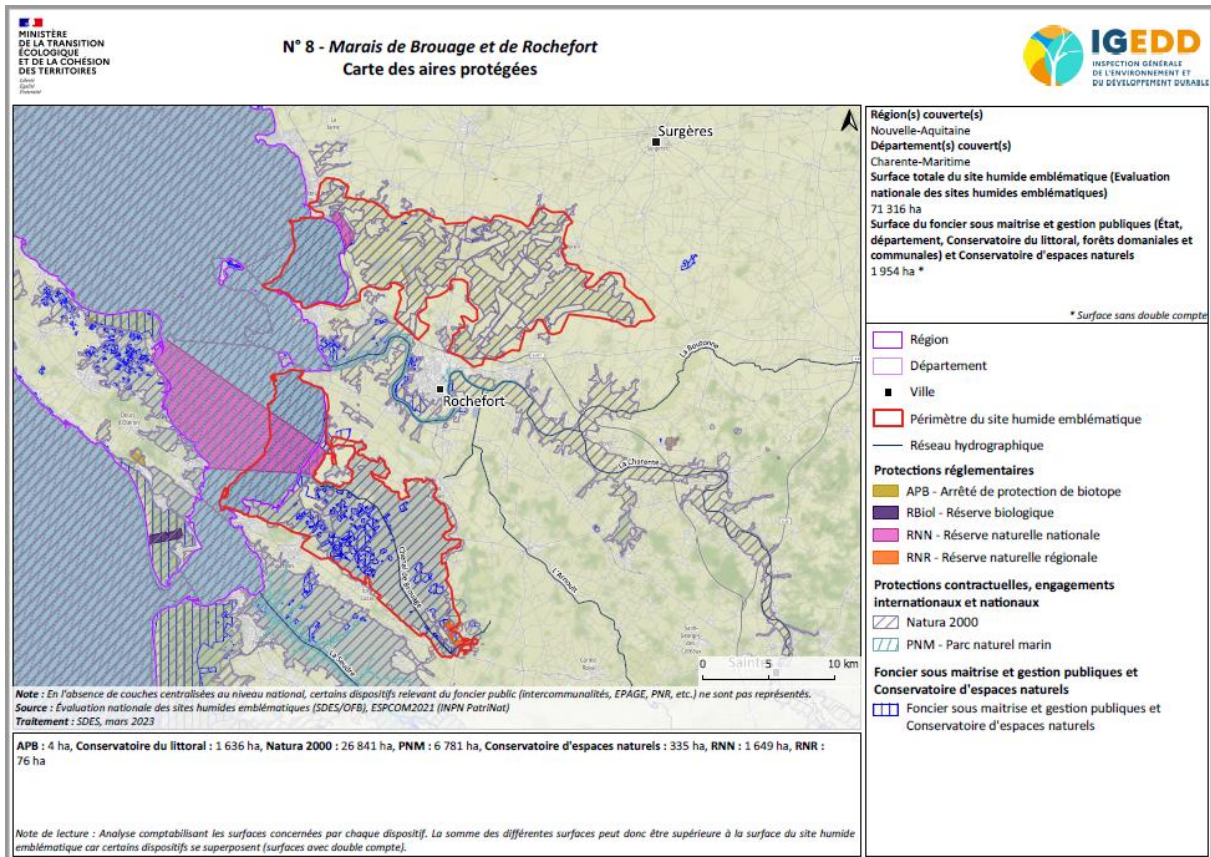 MINISTÈRE
DE LA TRANSITION
ÉCOLOGIQUE
ET DE LA COHÉSION
DES TERRITOIRES
Liberté
Égalité
Fraternité
N° 8 - Marais de Brouage et de Rochefort
Carte des aires protégées
IGEDD
INSPECTION GÉNÉRALE
DE L'ENVIRONNEMENT ET
DU DÉVELOPPEMENT DURABLE
Surgères
Rochefort
La Boutonne
La Charente
L'Arnoult
Chenal de Brouage
La Seudre
Saintes
0 5 10 km
Note : En l'absence de couches centralisées au niveau national, certains dispositifs relevant du foncier public (intercommunalités, EPAGE, PNR, etc.) ne sont pas représentés.
Source : Évaluation nationale des sites humides emblématiques (SDES/OFB), ESPCOM2021 (INPN PatriNat)
Traitement : SDES, mars 2023
Région(s) couverte(s)
Nouvelle-Aquitaine
Département(s) couvert(s)
Charente-Maritime
Surface totale du site humide emblématique (Evaluation
nationale des sites humides emblématiques)
71 316 ha
Surface du foncier sous maitrise et gestion publiques (État,
département, Conservatoire du littoral, forêts domaniales et
communales) et Conservatoire d'espaces naturels
1 954 ha *
* Surface sans double compte
Région
Département
Ville
Périmètre du site humide emblématique
Réseau hydrographique
Protections réglementaires
APB - Arrêté de protection de biotope
RBiol - Réserve biologique
RNN - Réserve naturelle nationale
RNR - Réserve naturelle régionale
Protections contractuelles, engagements
internationaux et nationaux
Natura 2000
PNM - Parc naturel marin
Foncier sous maitrise et gestion publiques et
Conservatoire d'espaces naturels
Foncier sous maitrise et gestion publiques et
Conservatoire d'espaces naturels
APB : 4 ha, Conservatoire du littoral : 1 636 ha, Natura 2000 : 26 841 ha, PNM : 6 781 ha, Conservatoire d'espaces naturels : 335 ha, RNN : 1 649 ha, RNR :
76 ha
Note de lecture : Analyse comptabilisant les surfaces concernées par chaque dispositif. La somme des différentes surfaces peut donc être supérieure à la surface du site humide
emblématique car certains dispositifs se superposent (surfaces avec double compte).